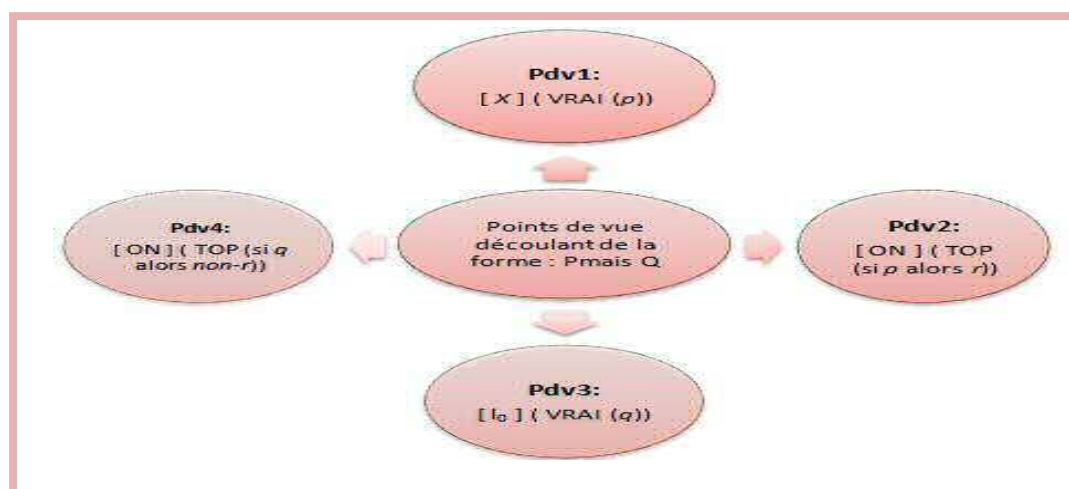 Pdv1:
[ X ] ( VRAI (p))
Pdv4:
[ ON ] ( TOP (si q
alors non-r))
Points de vue
découlant de la
forme : Pmais Q
Pdv2:
[ ON ] ( TOP
(si p alors r))
Pdv3:
[ l₀ ] ( VRAI (q))